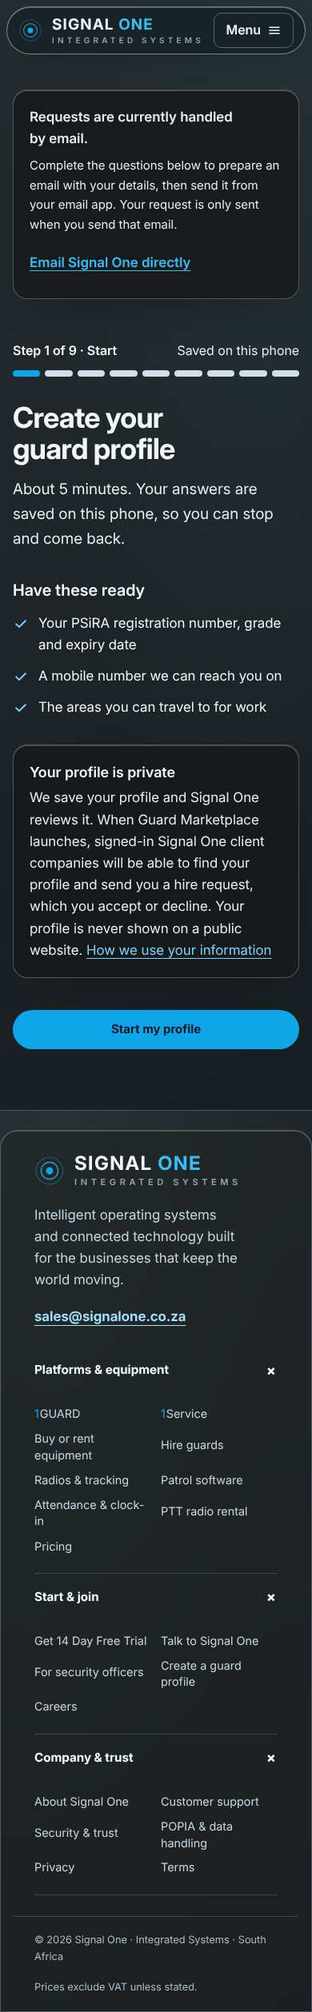 SIGNAL ONE
INTEGRATED SYSTEMS
Menu
Requests are currently handled
by email.
Complete the questions below to prepare an
email with your details, then send it from
your email app. Your request is only sent
when you send that email.
Email Signal One directly
Step 1 of 9 · Start
Saved on this phone
Create your
guard profile
About 5 minutes. Your answers are
saved on this phone, so you can stop
and come back.
Have these ready
Your PSiRA registration number, grade
and expiry date
A mobile number we can reach you on
The areas you can travel to for work
Your profile is private
We save your profile and Signal One
reviews it. When Guard Marketplace
launches, signed-in Signal One client
companies will be able to find your
profile and send you a hire request,
which you accept or decline. Your
profile is never shown on a public
website. How we use your information
Start my profile
SIGNAL ONE
INTEGRATED SYSTEMS
Intelligent operating systems
and connected technology built
for the businesses that keep the
world moving.
sales@signalone.co.za
Platforms & equipment
1GUARD
1Service
Buy or rent
equipment
Hire guards
Radios & tracking
Patrol software
Attendance & clock-
in
PTT radio rental
Pricing
Start & join
Get 14 Day Free Trial
Talk to Signal One
For security officers
Create a guard
profile
Careers
Company & trust
About Signal One
Customer support
Security & trust
POPIA & data
handling
Privacy
Terms
© 2026 Signal One · Integrated Systems · South
Africa
Prices exclude VAT unless stated.